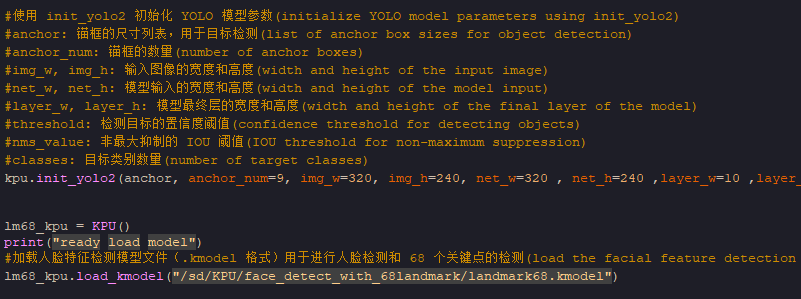 #使用 init_yolo2 初始化 YOLO 模型参数(initialize YOLO model parameters using init_yolo2)
#anchor: 锚框的尺寸列表，用于目标检测(list of anchor box sizes for object detection)
#anchor_num: 锚框的数量(number of anchor boxes)
#img_w, img_h: 输入图像的宽度和高度(width and height of the input image)
#net_w, net_h: 模型输入的宽度和高度(width and height of the model input)
#layer_w, layer_h: 模型最终层的宽度和高度(width and height of the final layer of the model)
#threshold: 检测目标的置信度阈值(confidence threshold for detecting objects)
#nms_value: 非最大抑制的 IOU 阈值(IOU threshold for non-maximum suppression)
#classes: 目标类别数量(number of target classes)
kpu.init_yolo2(anchor, anchor_num=9, img_w=320, img_h=240, net_w=320 , net_h=240 ,layer_w=10 ,layer_
lm68_kpu = KPU()
print("ready load model")
#加载人脸特征检测模型文件（.kmodel 格式）用于进行人脸检测和 68 个关键点的检测(load the facial feature detection
lm68_kpu.load_kmodel("/sd/KPU/face_detect_with_68landmark/landmark68.kmodel")